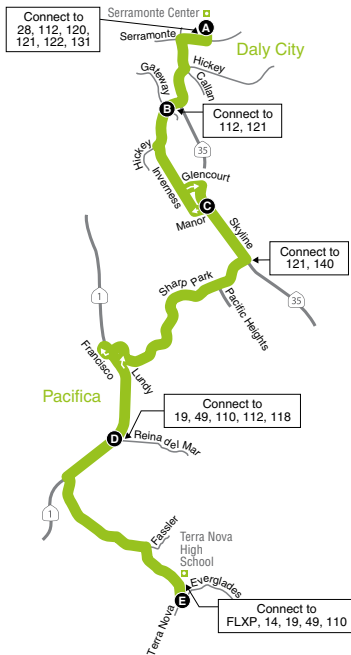 Connect to
28, 112, 120,
121, 122, 131
Serramonte Center
A
Serramonte
Daly City
Hickey
Callan
Gateway
B
Connect to
112, 121
35
Hickey
Inverness
Glencourt
C
Manor
Skyline
Connect to
121, 140
Sharp Park
35
Pacific Heights
1
Francisco
Lundy
Pacifica
Connect to
19, 49, 110, 112, 118
D
Reina del Mar
1
Fassler
Terra Nova
High
School
Everglades
E
Terra Nova
Connect to
FLXP, 14, 19, 49, 110